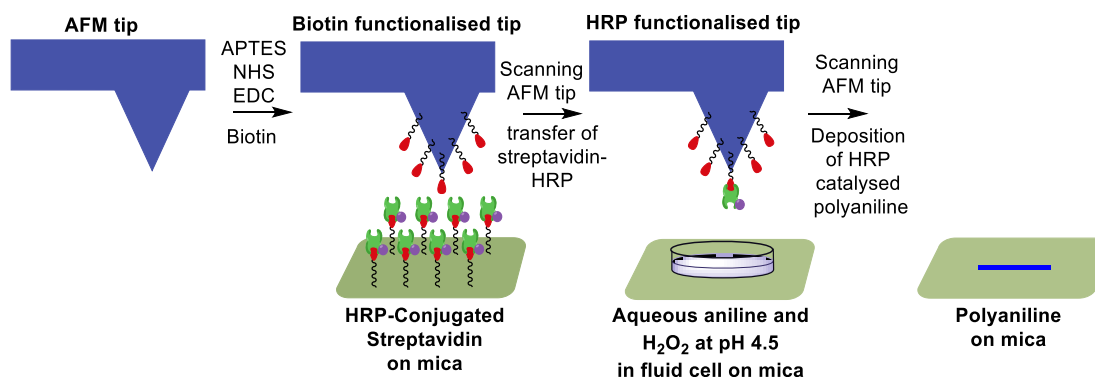 AFM tip
APTES
NHS
EDC
Biotin
Biotin functionalised tip
Scanning
AFM tip
transfer of
streptavidin-
HRP
HRP functionalised tip
Scanning
AFM tip
Deposition
of HRP
catalysed
polyaniline
HRP-Conjugated
Streptavidin
on mica
Aqueous aniline and
H₂O₂ at pH 4.5
in fluid cell on mica
Polyaniline
on mica